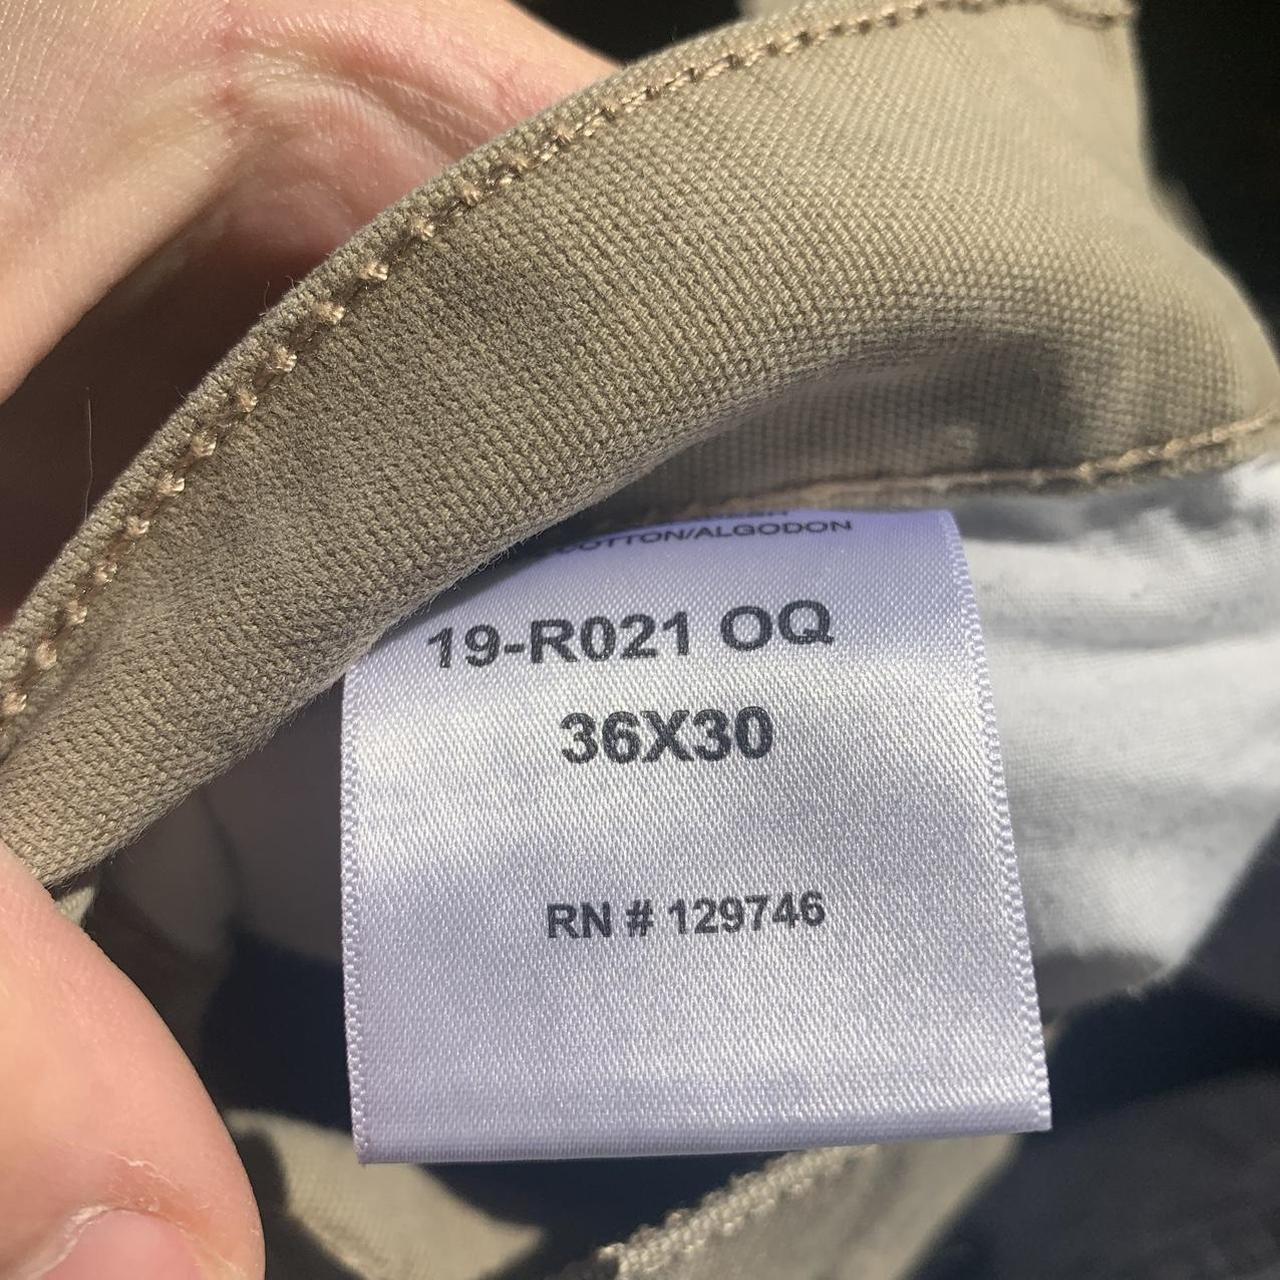 COTTON/ALGODON
19-R021 OQ
36X30
RN # 129746